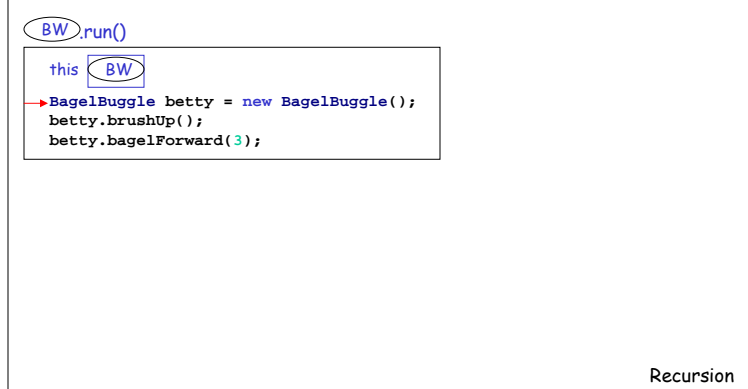 BW.run()
this BW
BagelBuggle betty = new BagelBuggle();
betty.brushUp();
betty.bagelForward(3);
Recursion